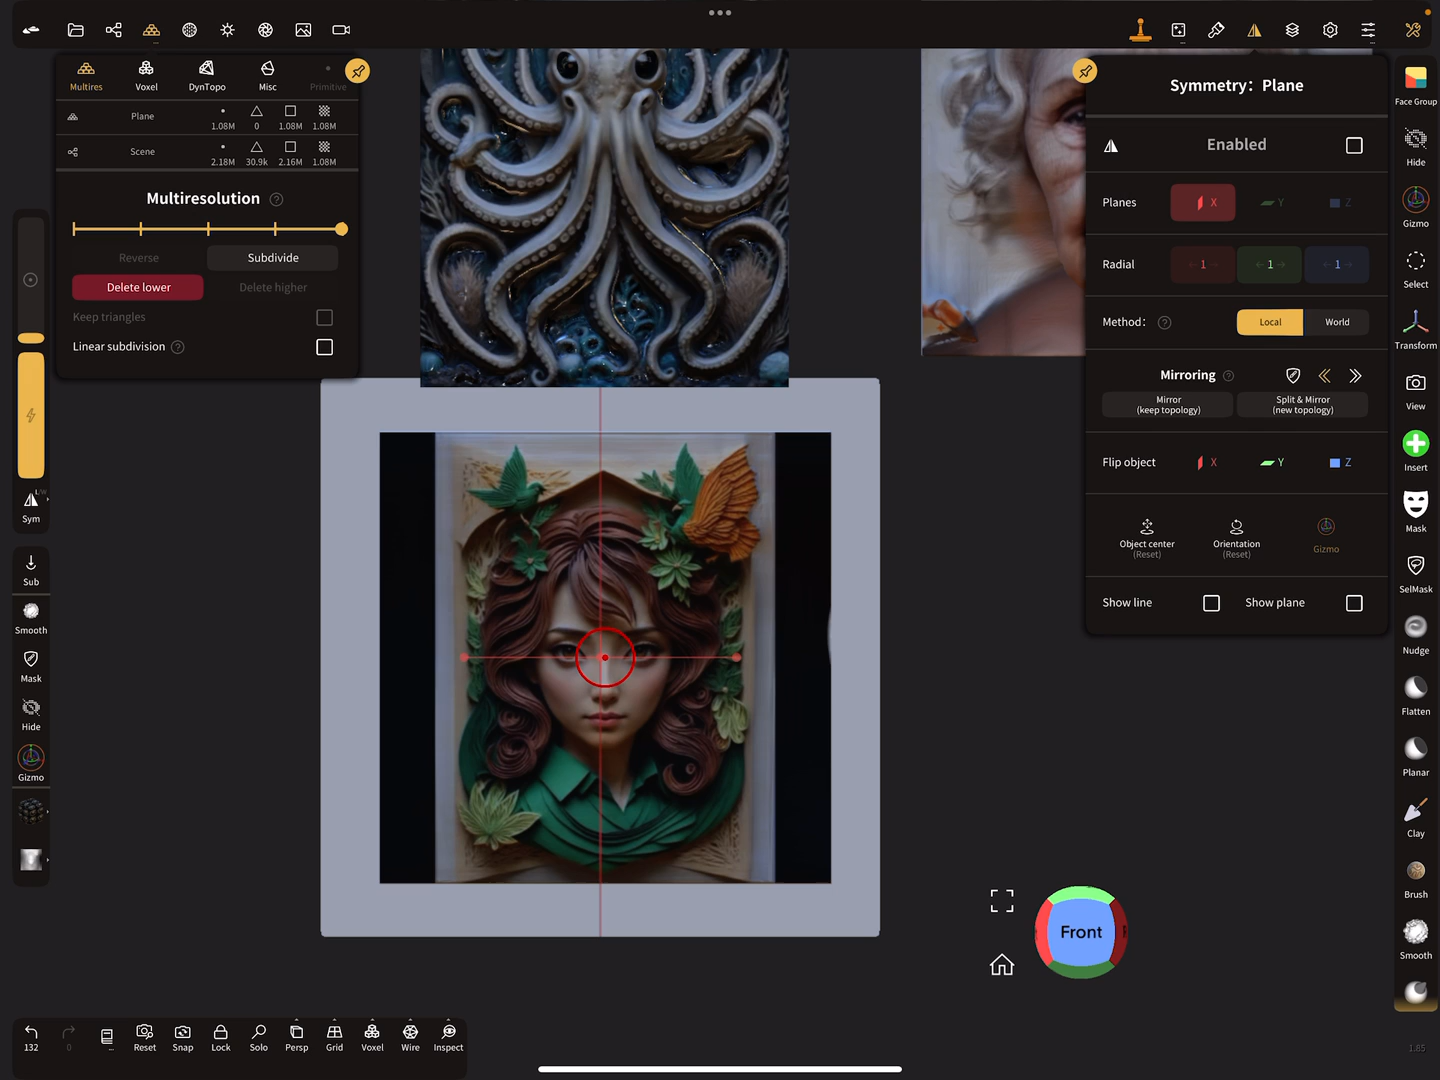 Multires
Voxel
DynTopo
Misc
Primitive
Plane
1.08M
0
1.08M
1.08M
Scene
2.18M
30.9k
2.16M
1.08M
Multiresolution ?
Reverse
Subdivide
Delete lower
Delete higher
Keep triangles
Linear subdivision ?
L/W
Sym
Sub
Smooth
Mask
Hide
Gizmo
Symmetry: Plane
Enabled
Planes
X
Y
Z
Radial
1
1
1
Method: ?
Local
World
Mirroring ?
Mirror
(keep topology)
Split & Mirror
(new topology)
Flip object
X
Y
Z
Object center
(Reset)
Orientation
(Reset)
Gizmo
Show line
Show plane
Face Group
Hide
Gizmo
Select
Transform
View
Insert
Mask
SelMask
Nudge
Flatten
Planar
Clay
Brush
Smooth
Front
132
0
...
Reset
Snap
Lock
Solo
Persp
Grid
Voxel
Wire
Inspect
1.85